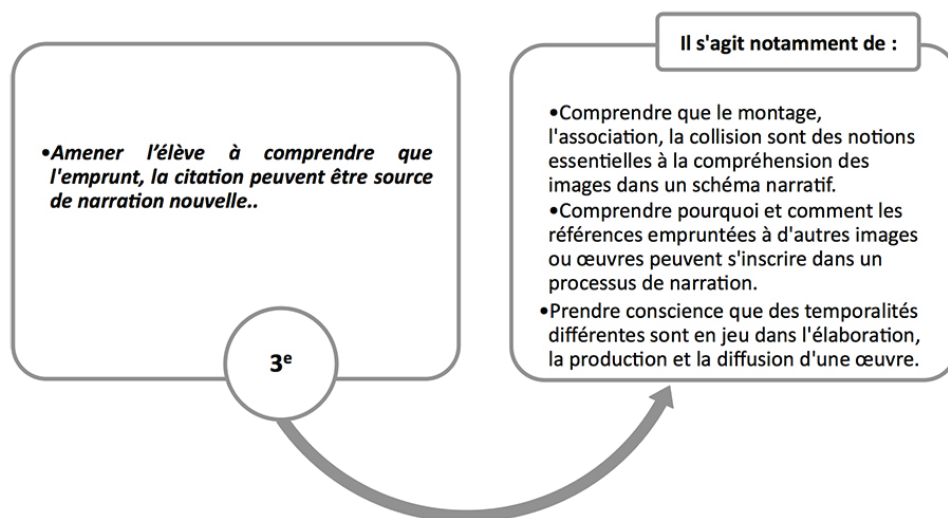 •Amener l'élève à comprendre que
l'emprunt, la citation peuvent être source
de narration nouvelle..
3e
Il s'agit notamment de :
•Comprendre que le montage,
l'association, la collision sont des notions
essentielles à la compréhension des
images dans un schéma narratif.
•Comprendre pourquoi et comment les
références empruntées à d'autres images
ou œuvres peuvent s'inscrire dans un
processus de narration.
•Prendre conscience que des temporalités
différentes sont en jeu dans l'élaboration,
la production et la diffusion d'une œuvre.